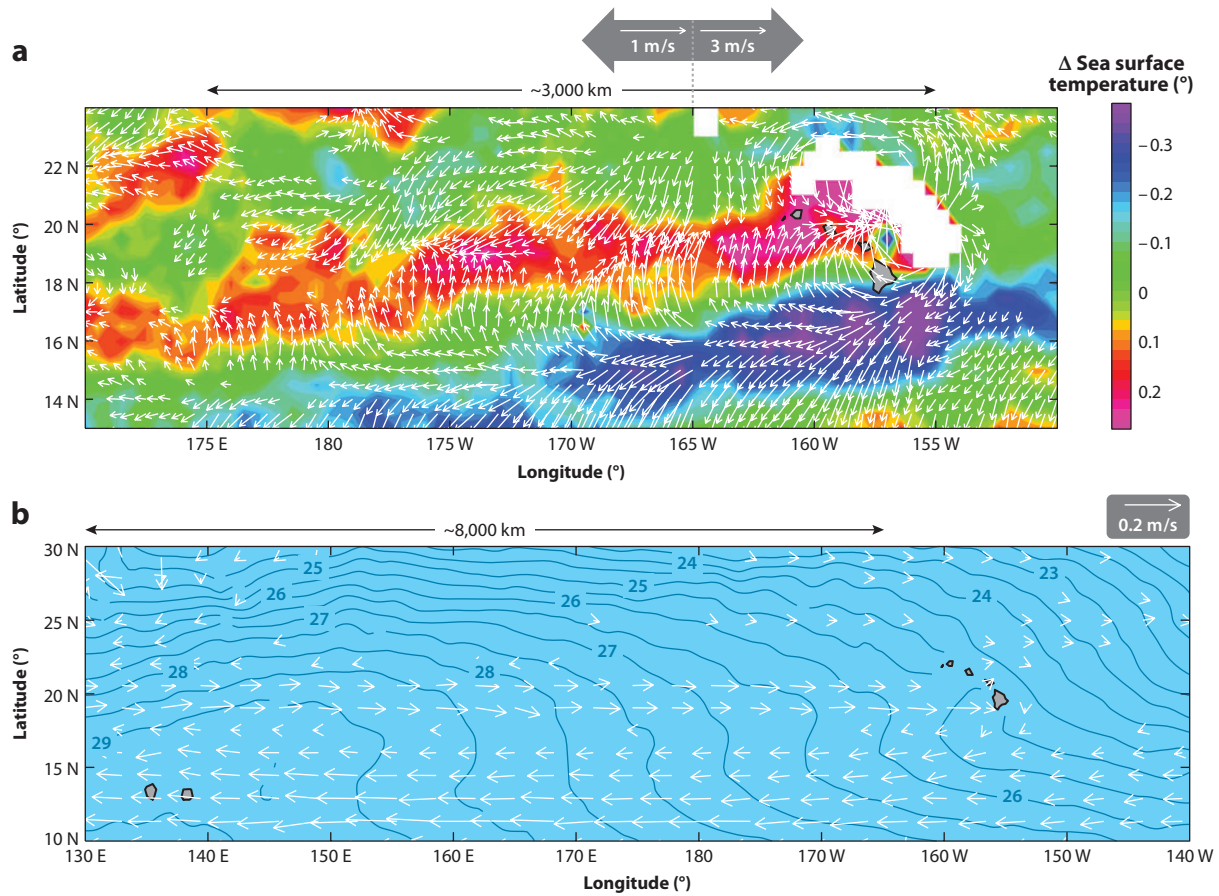 1 m/s 3 m/s
a
~3,000 km
Δ Sea surface
temperature (°)
−0.3
−0.2
−0.1
0
0.1
0.2
22 N
20 N
18 N
16 N
14 N
Latitude (°)
175 E 180 175 W 170 W 165 W 160 W 155 W
Longitude (°)
b
~8,000 km
0.2 m/s
30 N
25 N
20 N
15 N
10 N
Latitude (°)
25 24 23
26 25 24
26
27
27
28 28
29
26
130 E 140 E 150 E 160 E 170 E 180 170 W 160 W 150 W 140 W
Longitude (°)